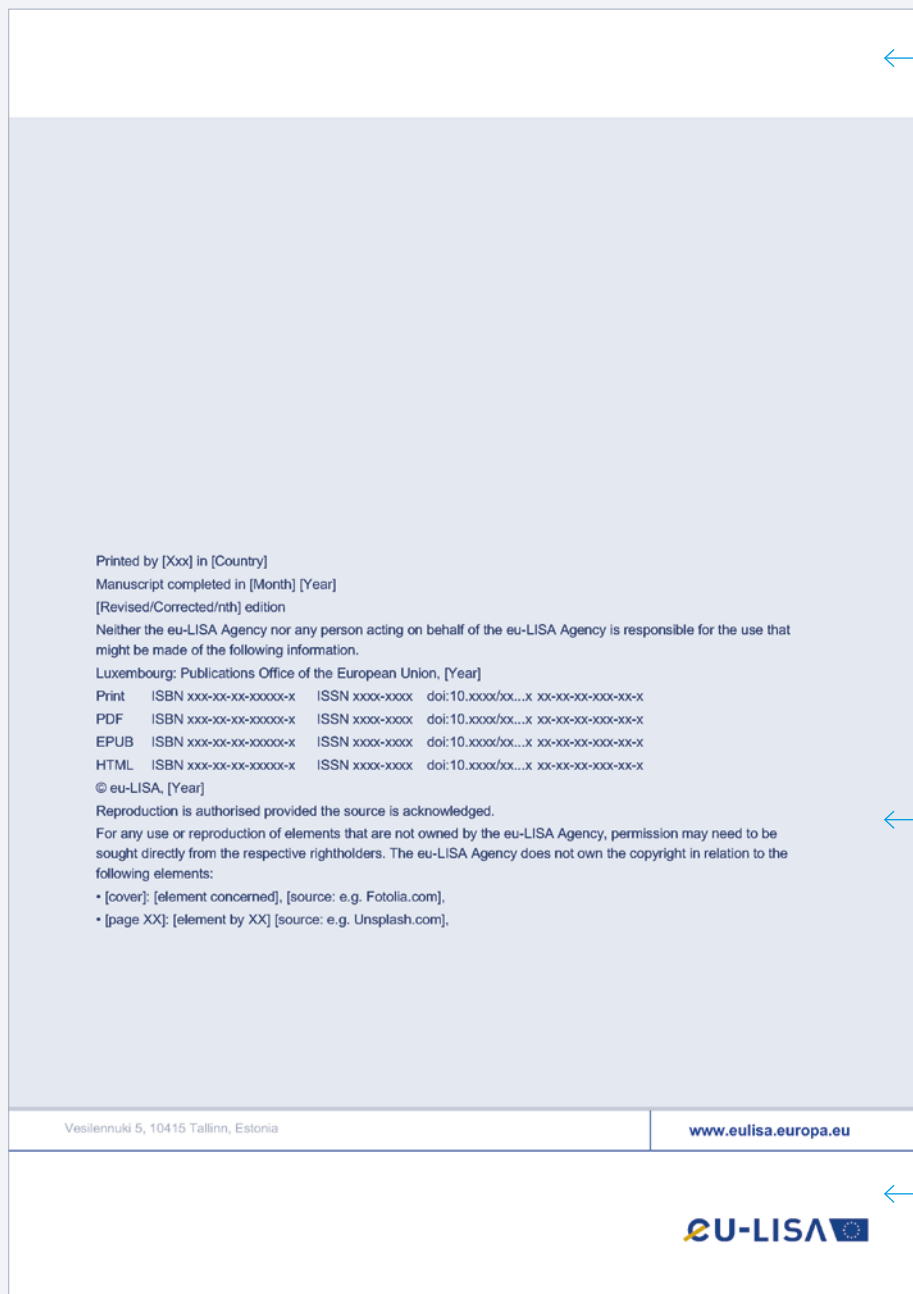 Printed by [Xxx] in [Country]
Manuscript completed in [Month] [Year]
[Revised/Corrected/nth] edition
Neither the eu-LISA Agency nor any person acting on behalf of the eu-LISA Agency is responsible for the use that
might be made of the following information.
Luxembourg: Publications Office of the European Union, [Year]
Print ISBN xxx-xx-xx-xxxxx-x ISSN xxxx-xxxx doi:10.xxxx/xx...x xx-xx-xx-xxx-xx-x
PDF ISBN xxx-xx-xx-xxxxx-x ISSN xxxx-xxxx doi:10.xxxx/xx...x xx-xx-xx-xxx-xx-x
EPUB ISBN xxx-xx-xx-xxxxx-x ISSN xxxx-xxxx doi:10.xxxx/xx...x xx-xx-xx-xxx-xx-x
HTML ISBN xxx-xx-xx-xxxxx-x ISSN xxxx-xxxx doi:10.xxxx/xx...x xx-xx-xx-xxx-xx-x
© eu-LISA, [Year]
Reproduction is authorised provided the source is acknowledged.
For any use or reproduction of elements that are not owned by the eu-LISA Agency, permission may need to be
sought directly from the respective rightholders. The eu-LISA Agency does not own the copyright in relation to the
following elements:
• [cover]: [element concerned], [source: e.g. Fotolia.com],
• [page XX]: [element by XX] [source: e.g. Unsplash.com],
Vesilennuki 5, 10415 Tallinn, Estonia
www.eulisa.europa.eu
eu-LISA